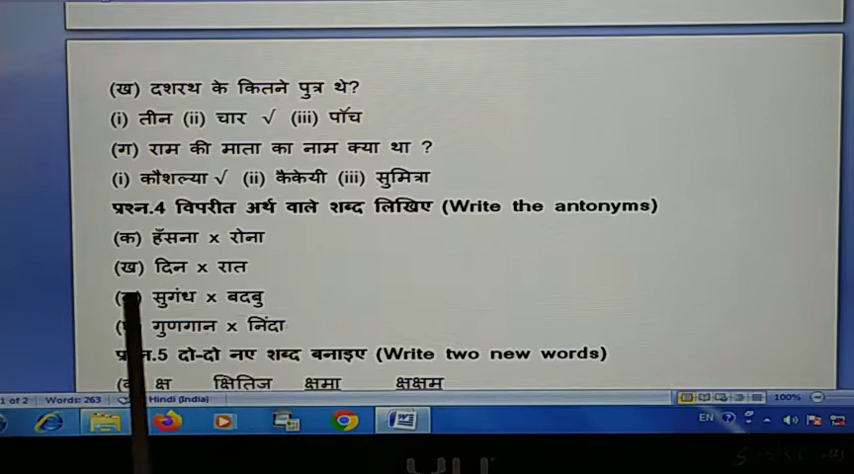 (ख) दशरथ के कितने पुत्र थे?
(i) तीन (ii) चार √ (iii) पाँच
(ग) राम की माता का नाम क्या था ?
(i) कौशल्या √ (ii) कैकेयी (iii) सुमित्रा
प्रश्न.4 विपरीत अर्थ वाले शब्द लिखिए (Write the antonyms)
(क) हँसना x रोना
(ख) दिन x रात
सुगंध x बदबु
गुणगान x निंदा
न.5 दो-दो नए शब्द बनाइए (Write two new words)
क्ष क्षितिज क्षमा क्षक्षम
1 of 2 Words: 263 Hindi (India) 100%
EN